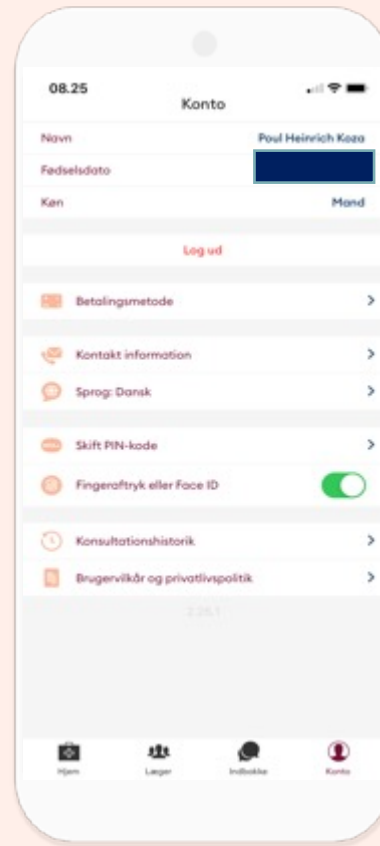 08.25
Konto
Navn Poul Heinrich Koza
Fødselsdato
Køn Mand
Log ud
Betalingsmetode
Kontakt information
Sprog: Dansk
Skift PIN-kode
Fingeraftryk eller Face ID
Konsultationshistorik
Brugervilkår og privatlivspolitik
Hjem Læger Indbakke Konto